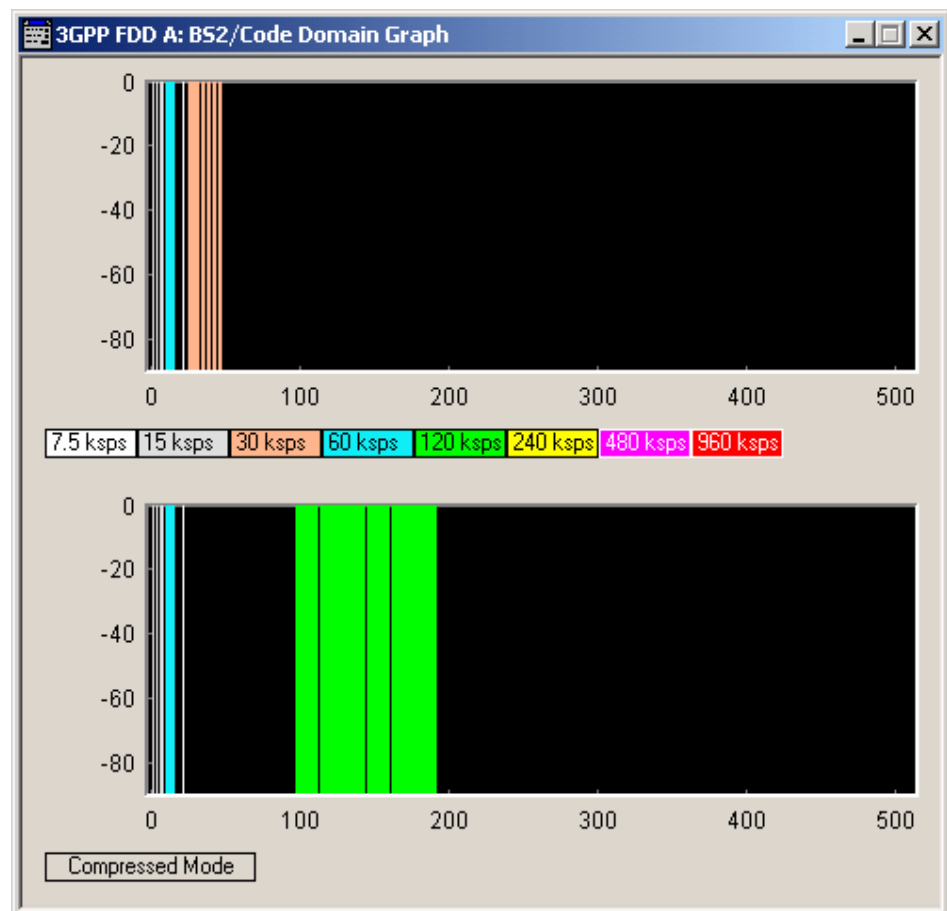 3GPP FDD A: BS2/Code Domain Graph
0
-20
-40
-60
-80
0 100 200 300 400 500
7.5 ksps 15 ksps 30 ksps 60 ksps 120 ksps 240 ksps 480 ksps 960 ksps
0
-20
-40
-60
-80
0 100 200 300 400 500
Compressed Mode